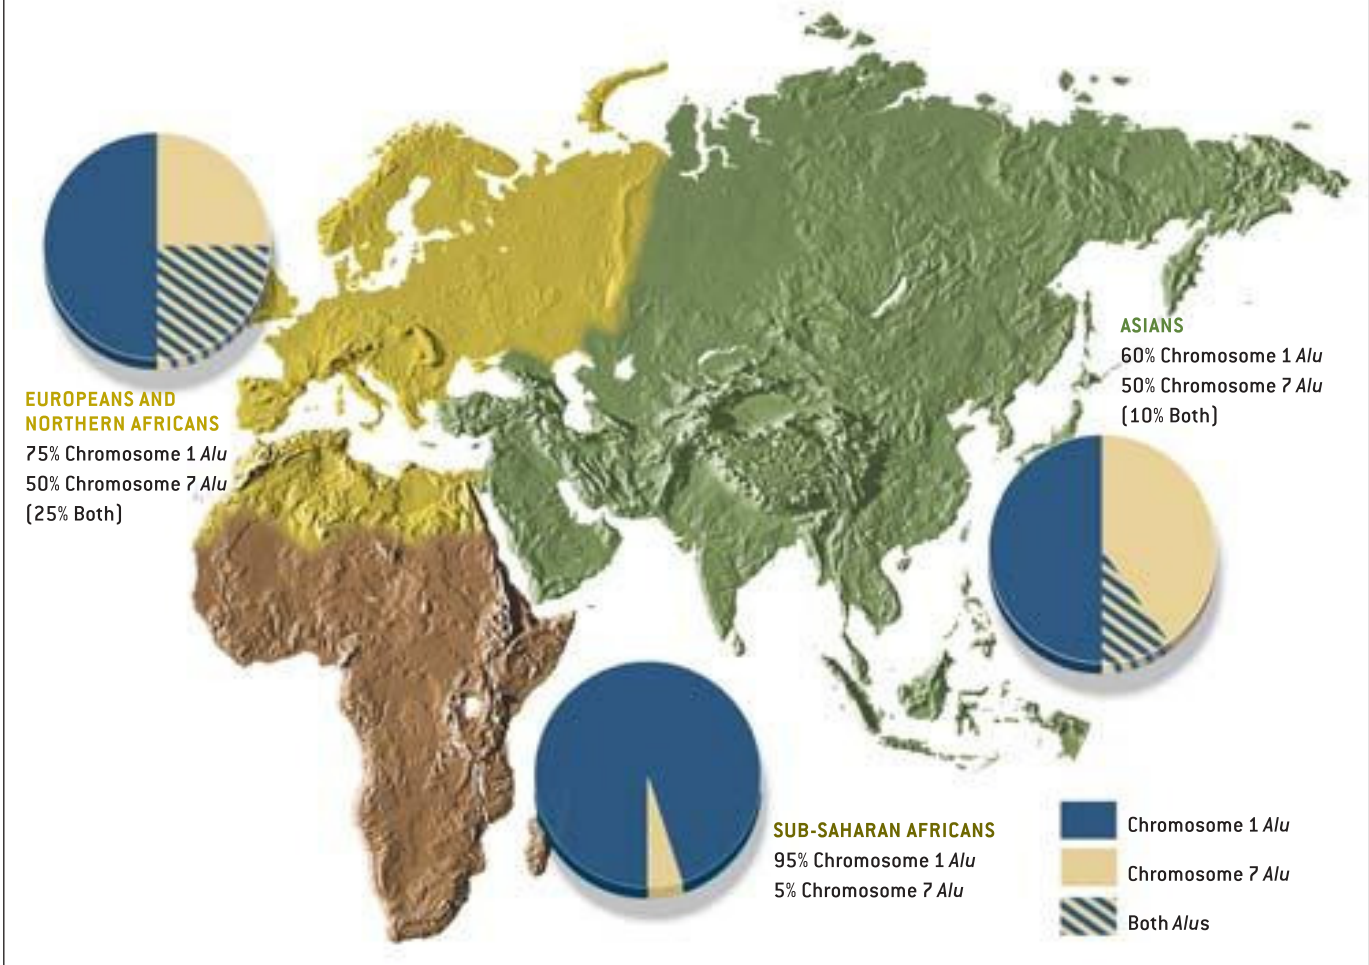 EUROPEANS AND
NORTHERN AFRICANS
75% Chromosome 1 Alu
50% Chromosome 7 Alu
(25% Both)
ASIANS
60% Chromosome 1 Alu
50% Chromosome 7 Alu
(10% Both)
SUB-SAHARAN AFRICANS
95% Chromosome 1 Alu
5% Chromosome 7 Alu
Chromosome 1 Alu
Chromosome 7 Alu
Both Alus